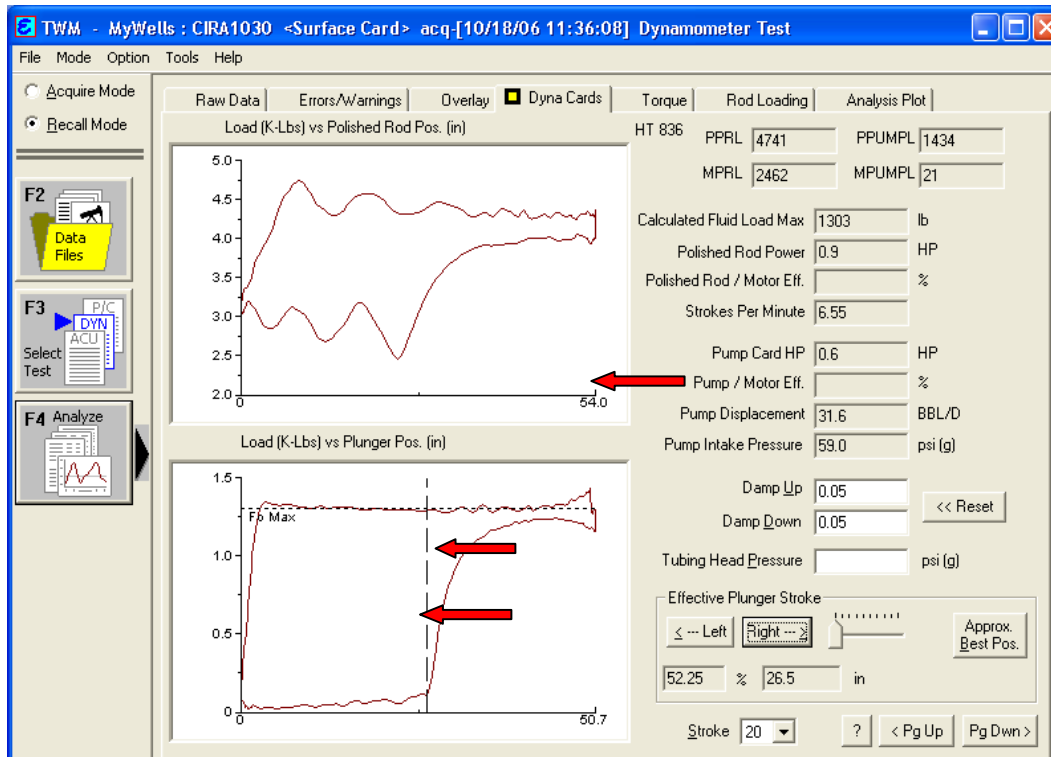 TWM - MyWells : CIRA1030 <Surface Card> acq-[10/18/06 11:36:08] Dynamometer Test
File Mode Option Tools Help
Acquire Mode
Recall Mode
F2
Data
Files
F3
P/C
DYN
ACU
Select
Test
F4 Analyze
Raw Data Errors/Warnings Overlay Dyna Cards Torque Rod Loading Analysis Plot
Load (K-Lbs) vs Polished Rod Pos. (in)
5.0
4.5
4.0
3.5
3.0
2.5
2.0
0 54.0
Load (K-Lbs) vs Plunger Pos. (in)
1.5
Fo Max
1.0
0.5
0
0 50.7
HT 836 PPRL 4741 PPUMPL 1434
MPRL 2462 MPUMPL 21
Calculated Fluid Load Max 1303 lb
Polished Rod Power 0.9 HP
Polished Rod / Motor Eff. %
Strokes Per Minute 6.55
Pump Card HP 0.6 HP
Pump / Motor Eff. %
Pump Displacement 31.6 BBL/D
Pump Intake Pressure 59.0 psi (g)
Damp Up 0.05
<< Reset
Damp Down 0.05
Tubing Head Pressure psi (g)
Effective Plunger Stroke
< --- Left Right --- > Approx. Best Pos.
52.25 % 26.5 in
Stroke 20 ? < Pg Up Pg Dwn >